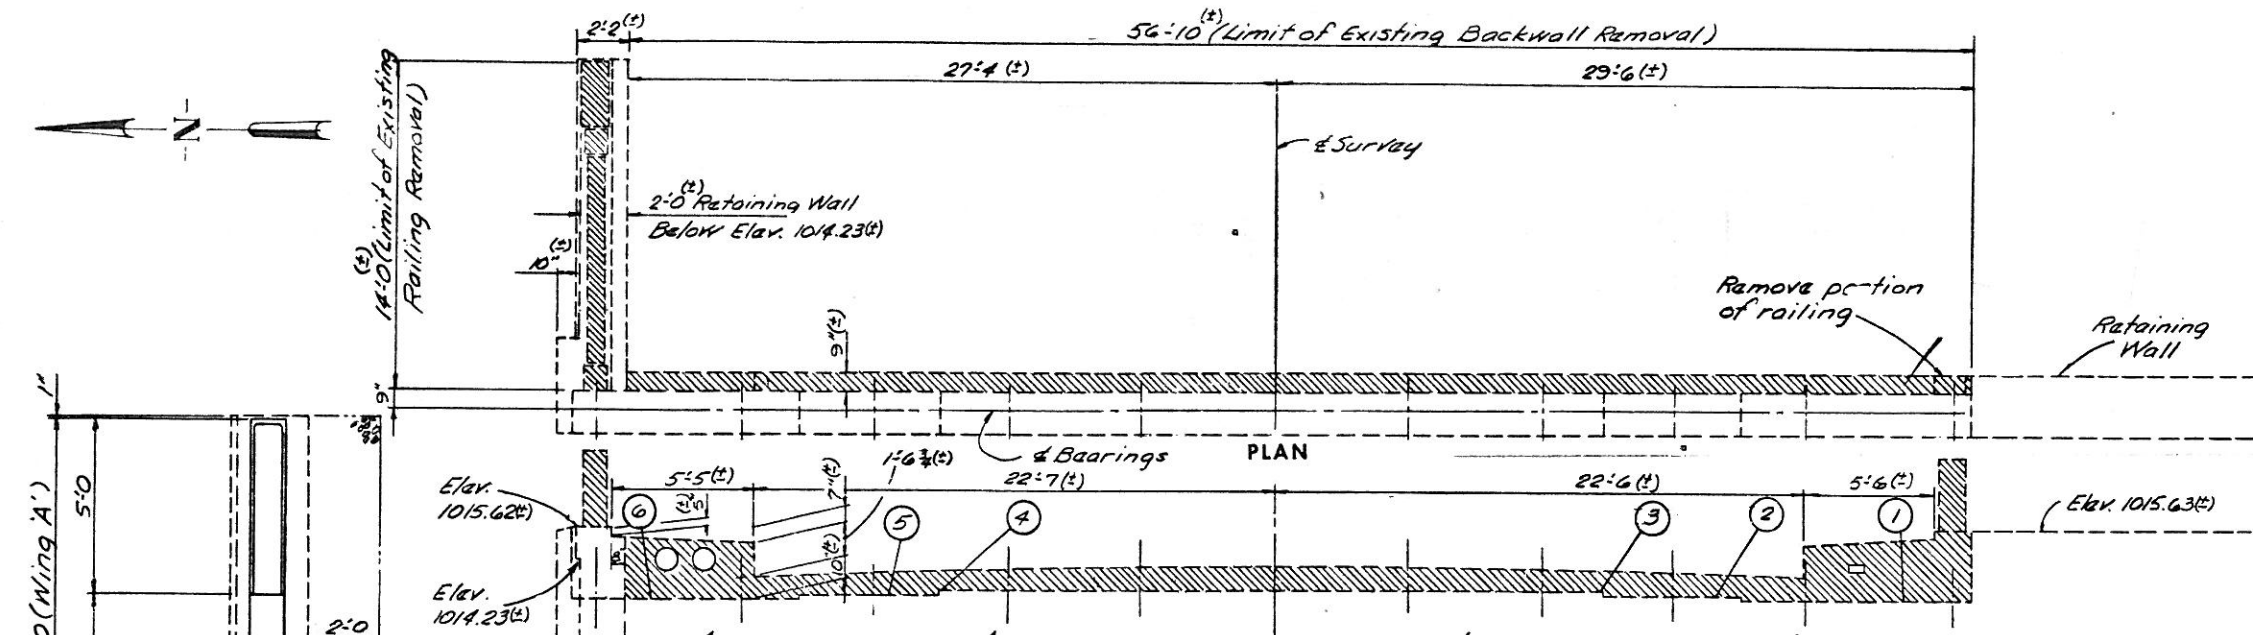 2'-2"(±)
56'-10"(±)(Limit of Existing Backwall Removal)
27'-4"(±)
29'-6"(±)
14'-0"(±)(Limit of Existing
Railing Removal)
N
℄ Survey
2'-0"(±) Retaining Wall
Below Elev. 1014.23(±)
10"(±)
9"(±)
Remove portion
of railing
Retaining
Wall
1"
9"
PLAN
℄ Bearings
1'-6¾"(±)
5'-5"(±)
22'-7"(±)
22'-6"(±)
5'-6"(±)
Elev.
1015.62(±)
7"(±)
6
5
4
3
2
1
Elev. 1015.63(±)
10"(±)
8"
Elev.
1014.23(±)
5'-0"
(Wing 'A')
2'-0